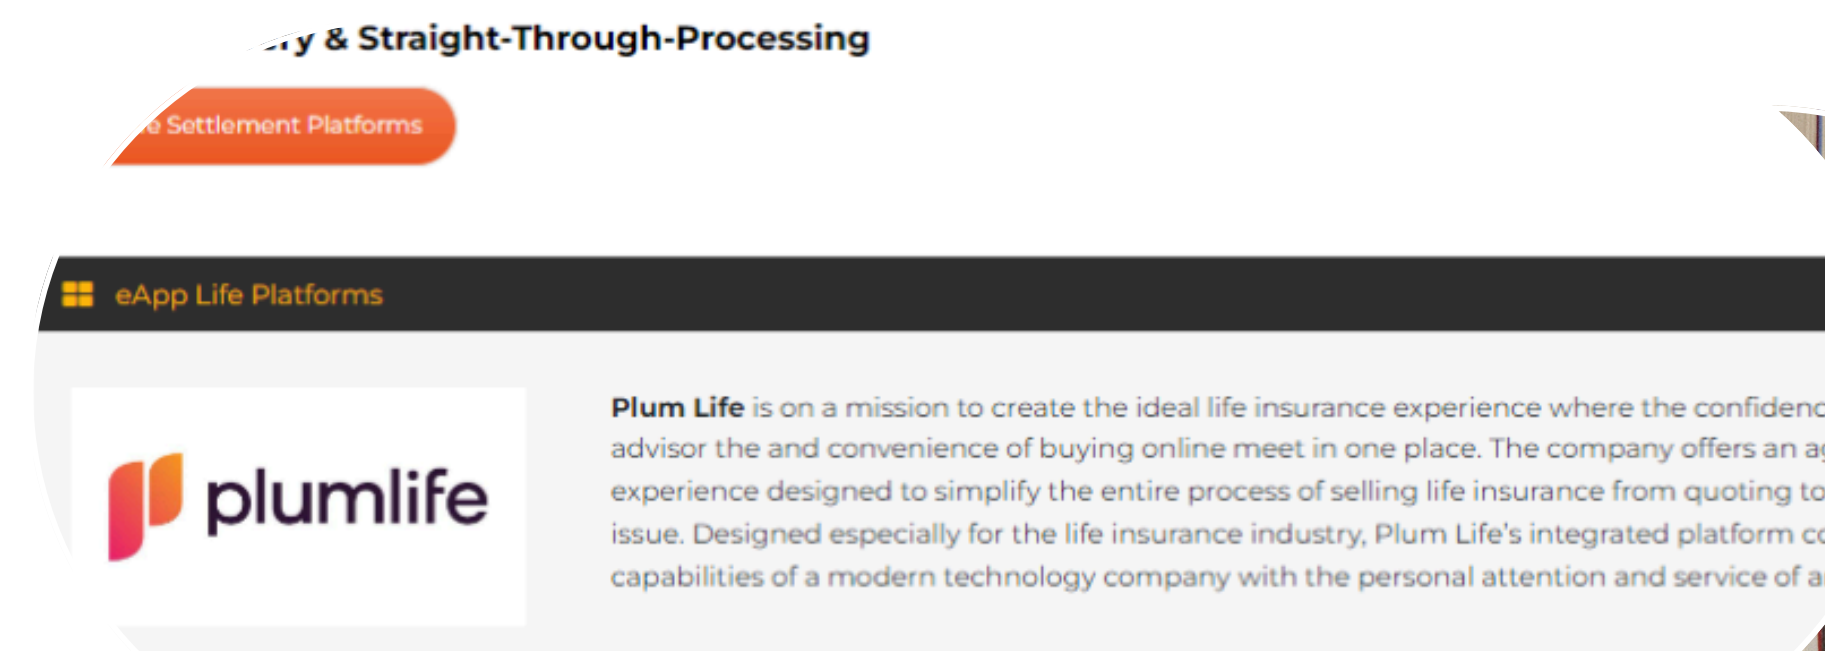 & Straight-Through-Processing
Settlement Platforms
eApp Life Platforms
plumlife
Plum Life is on a mission to create the ideal life insurance experience where the
advisor the and convenience of buying online meet in one place. The company offers an
experience designed to simplify the entire process of selling life insurance from quoting to
issue. Designed especially for the life insurance industry, Plum Life's integrated platform
capabilities of a modern technology company with the personal attention and service of